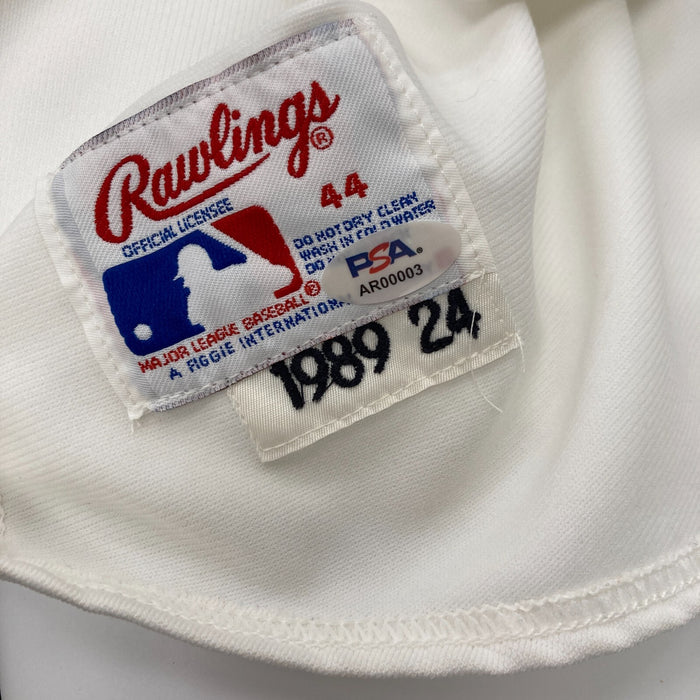 Rawlings®
44
OFFICIAL LICENSEE
DO NOT DRY CLEAN
WASH IN COLD WATER
DO
PSA®
AR00003
MAJOR LEAGUE BASEBALL®
A FIGGIE INTERNATIONAL
1989 24